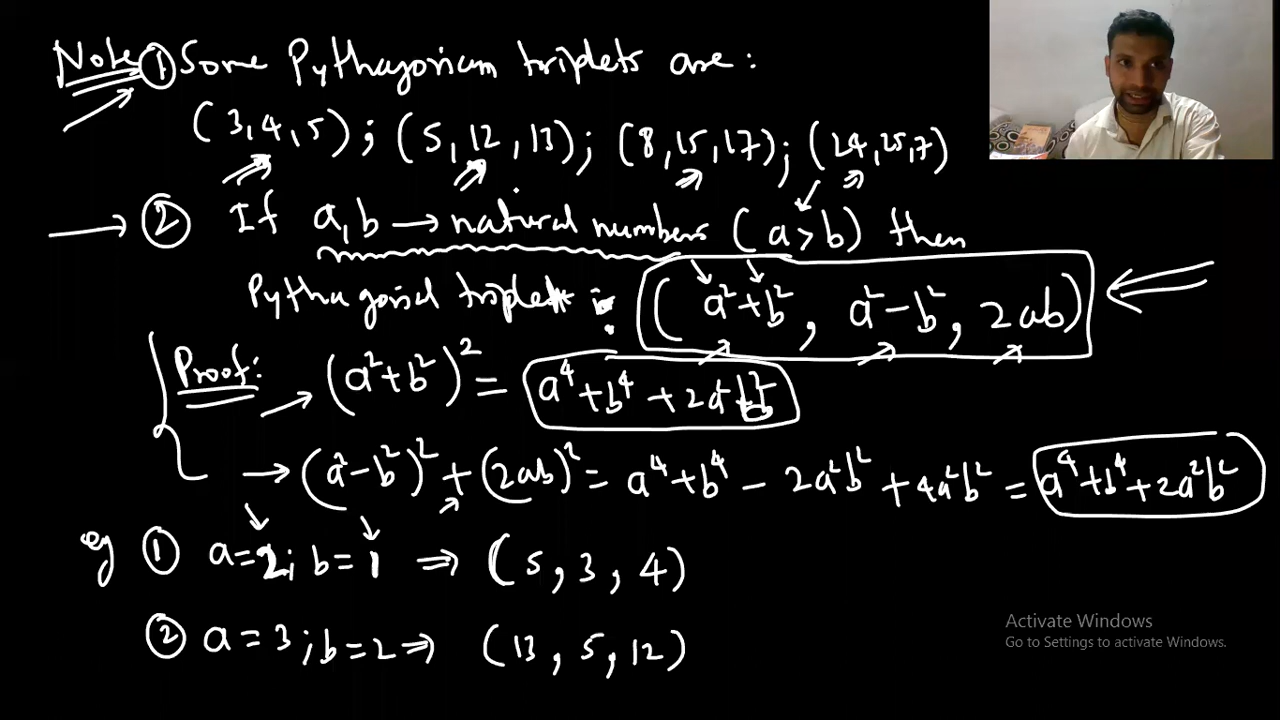 Note ① Some Pythagorian triplets are:
(3,4,5); (5,12,13); (8,15,17); (24,25,7)
② If a,b → natural numbers (a>b) then
Pythagorial triplet : (a²+b², a²-b², 2ab)
Proof:
→ (a²+b²)² = a⁴+b⁴+2a²b²
→ (a²-b²)²+(2ab)² = a⁴+b⁴-2a²b²+4a²b² = a⁴+b⁴+2a²b²
eg ① a=2; b=1 ⇒ (5,3,4)
② a=3; b=2 ⇒ (13,5,12)
Activate Windows
Go to Settings to activate Windows.